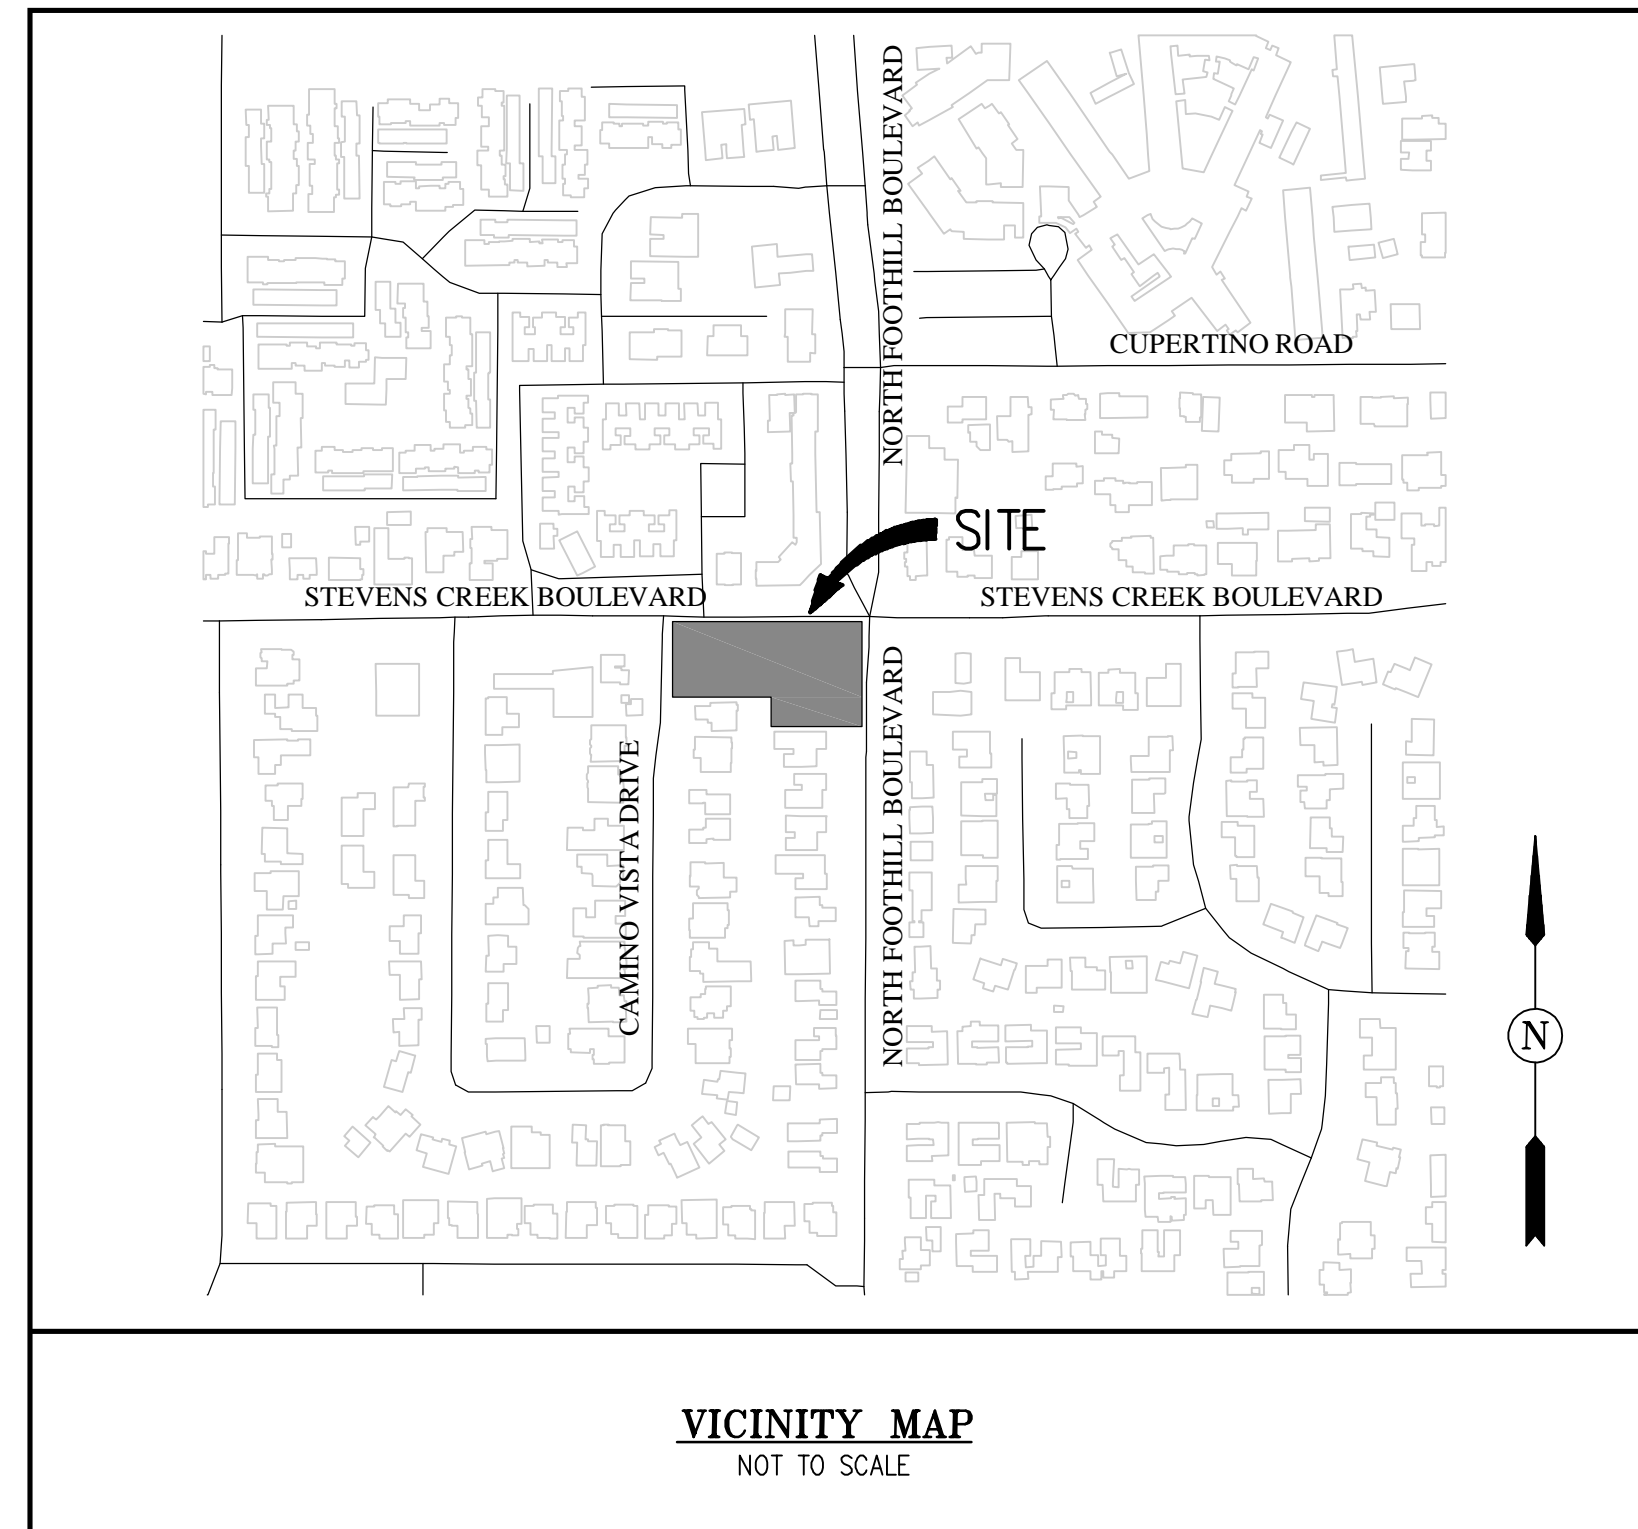 NORTH FOOTHILL BOULEVARD
CUPERTINO ROAD
SITE
STEVENS CREEK BOULEVARD
STEVENS CREEK BOULEVARD
CAMINO VISTA DRIVE
NORTH FOOTHILL BOULEVARD
N
VICINITY MAP
NOT TO SCALE